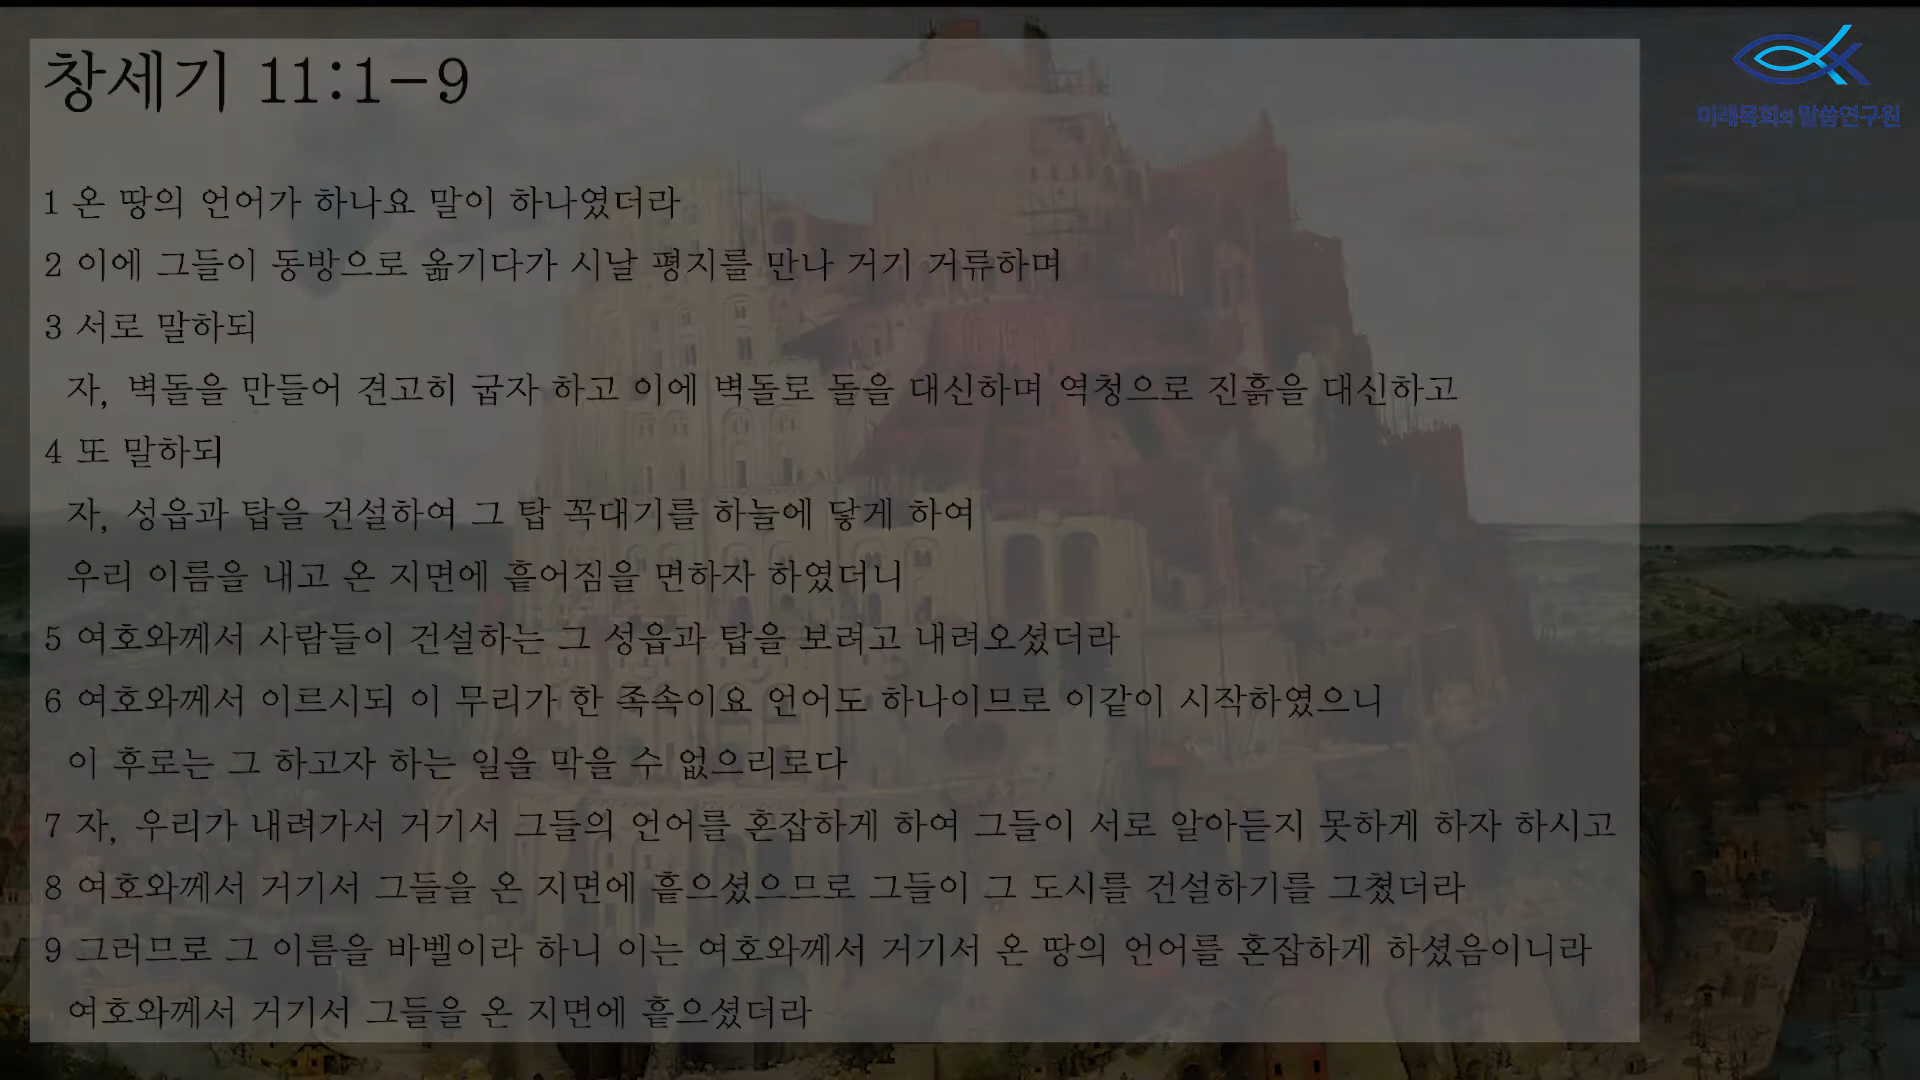 창세기 11:1-9
미래목회와 말씀연구원
1 온 땅의 언어가 하나요 말이 하나였더라
2 이에 그들이 동방으로 옮기다가 시날 평지를 만나 거기 거류하며
3 서로 말하되
자, 벽돌을 만들어 견고히 굽자 하고 이에 벽돌로 돌을 대신하며 역청으로 진흙을 대신하고
4 또 말하되
자, 성읍과 탑을 건설하여 그 탑 꼭대기를 하늘에 닿게 하여
우리 이름을 내고 온 지면에 흩어짐을 면하자 하였더니
5 여호와께서 사람들이 건설하는 그 성읍과 탑을 보려고 내려오셨더라
6 여호와께서 이르시되 이 무리가 한 족속이요 언어도 하나이므로 이같이 시작하였으니
이 후로는 그 하고자 하는 일을 막을 수 없으리로다
7 자, 우리가 내려가서 거기서 그들의 언어를 혼잡하게 하여 그들이 서로 알아듣지 못하게 하자 하시고
8 여호와께서 거기서 그들을 온 지면에 흩으셨으므로 그들이 그 도시를 건설하기를 그쳤더라
9 그러므로 그 이름을 바벨이라 하니 이는 여호와께서 거기서 온 땅의 언어를 혼잡하게 하셨음이니라
여호와께서 거기서 그들을 온 지면에 흩으셨더라